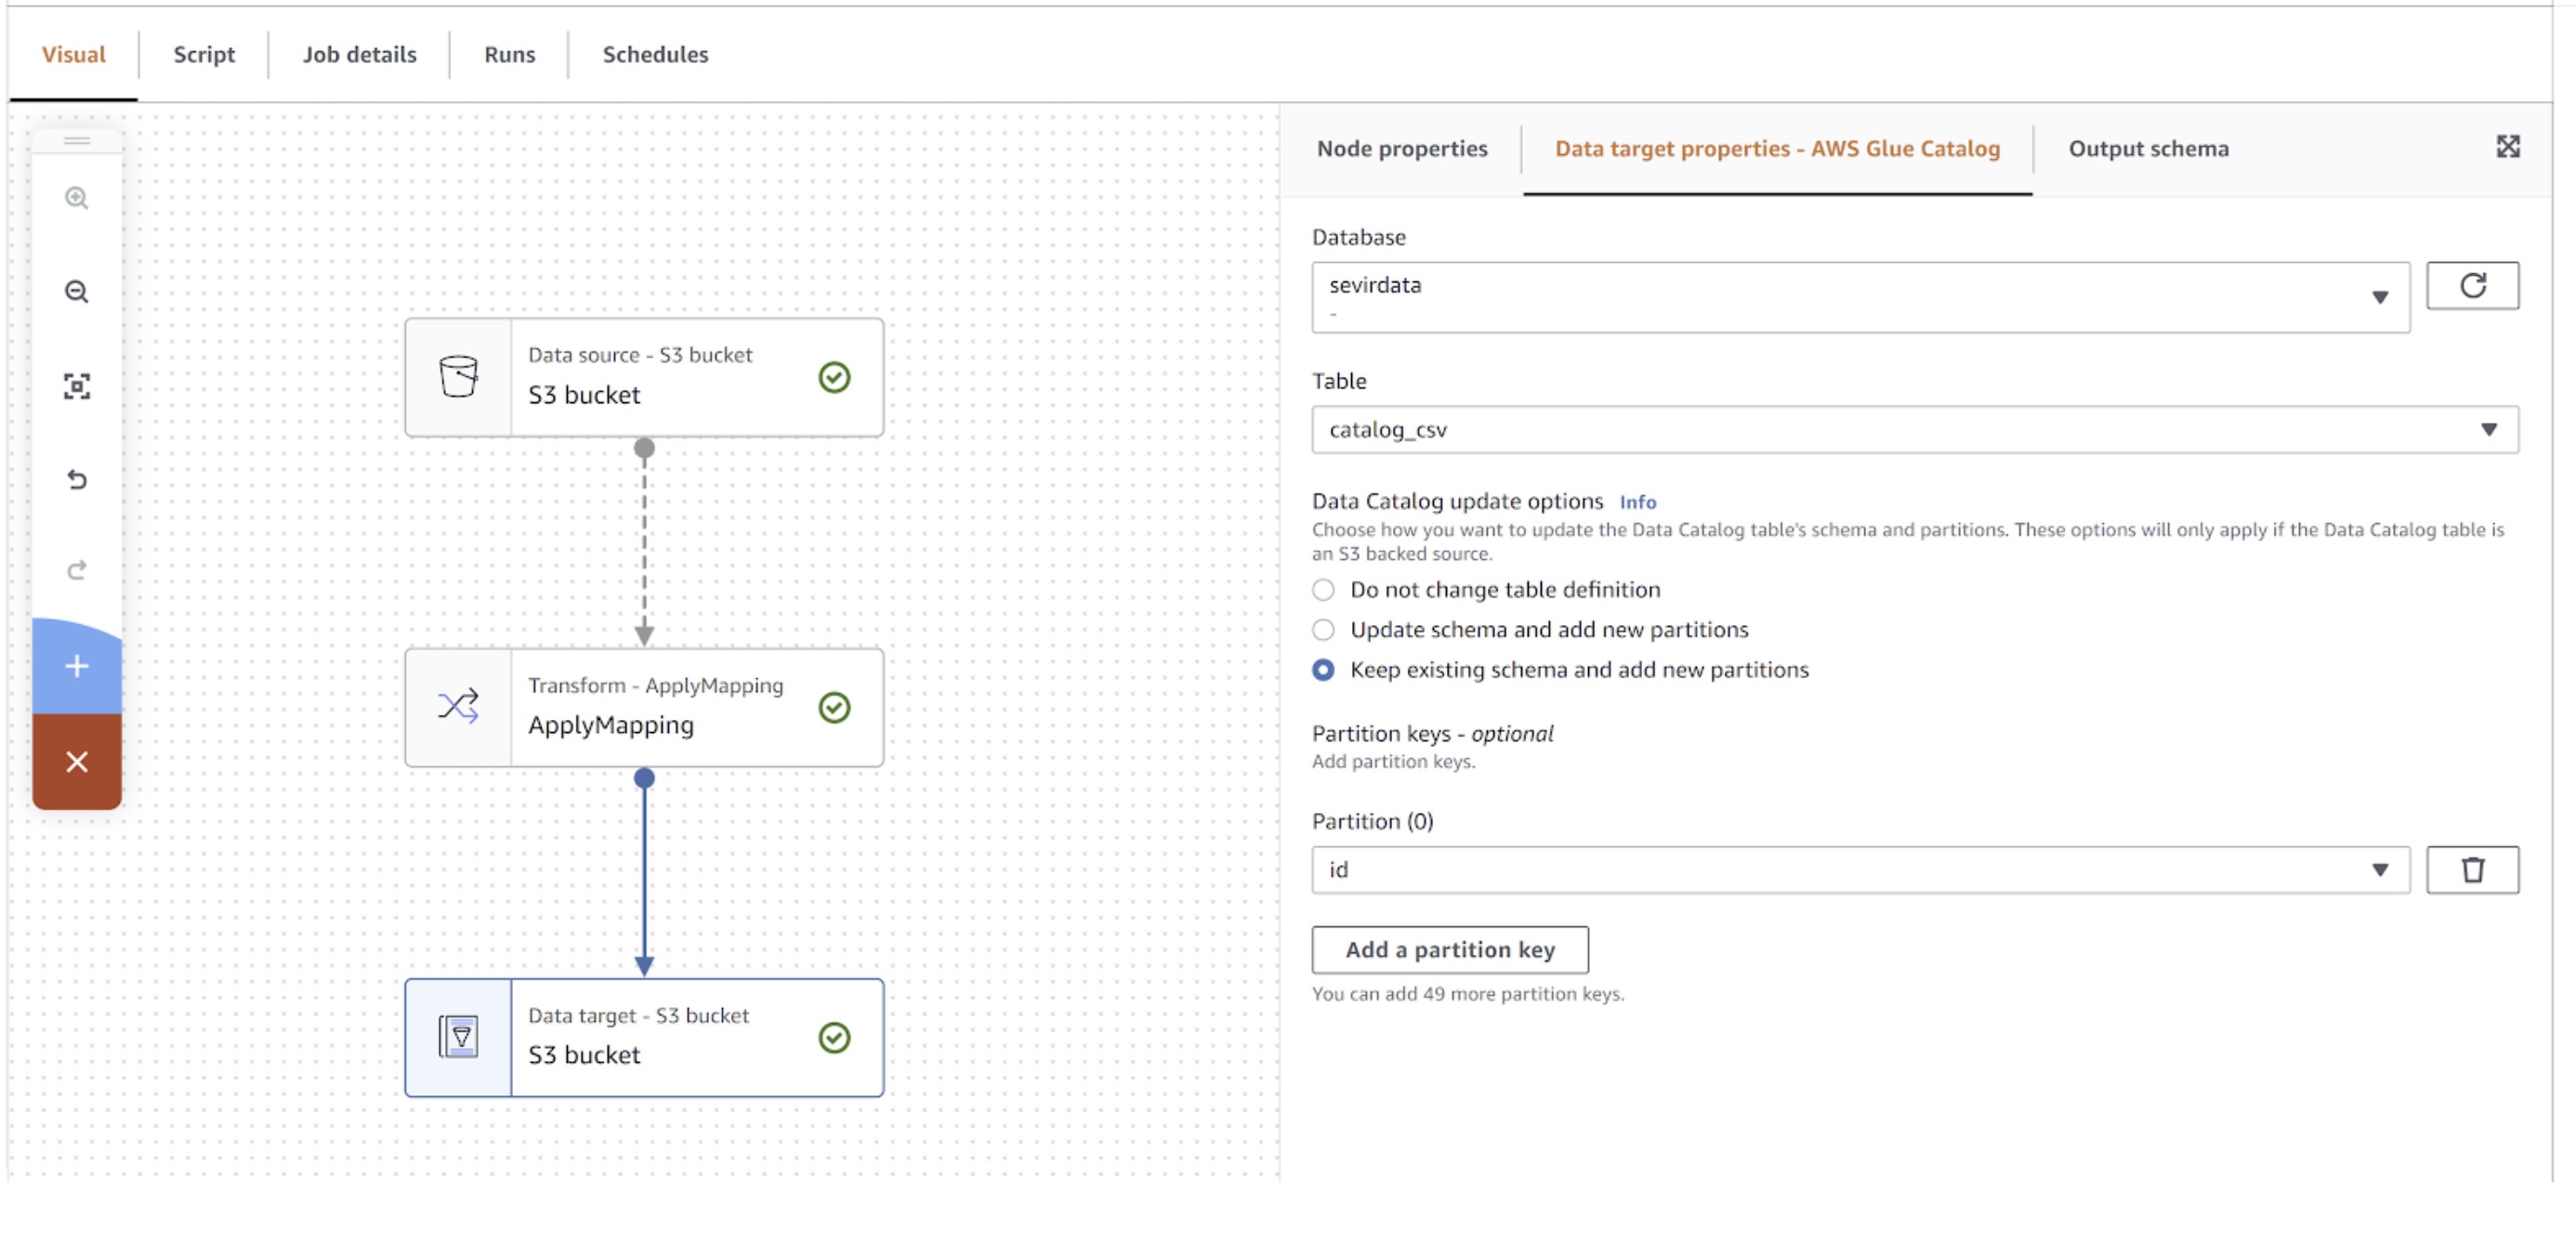 Visual
Script
Job details
Runs
Schedules
Data source - S3 bucket
S3 bucket
Transform - ApplyMapping
ApplyMapping
Data target - S3 bucket
S3 bucket
Node properties
Data target properties - AWS Glue Catalog
Output schema
Database
sevirdata
-
Table
catalog_csv
Data Catalog update options Info
Choose how you want to update the Data Catalog table's schema and partitions. These options will only apply if the Data Catalog table is
an S3 backed source.
Do not change table definition
Update schema and add new partitions
Keep existing schema and add new partitions
Partition keys - optional
Add partition keys.
Partition (0)
id
Add a partition key
You can add 49 more partition keys.